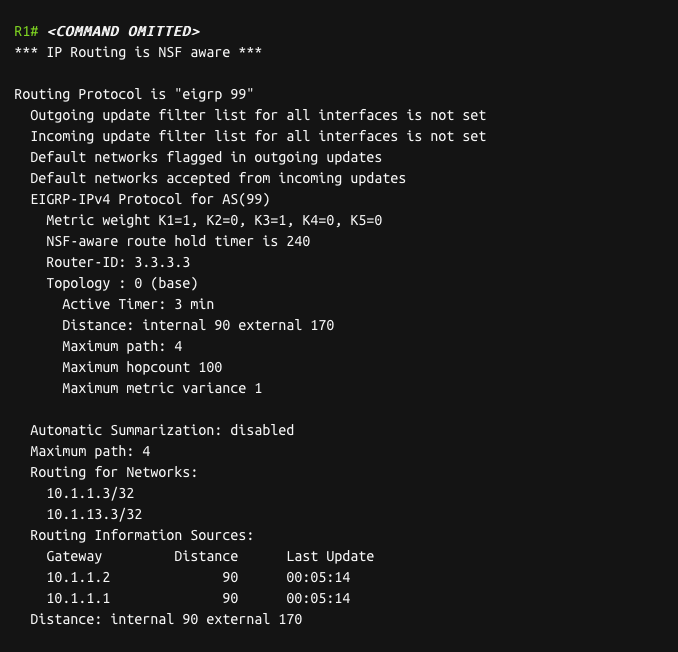 R1# <COMMAND OMITTED>
*** IP Routing is NSF aware ***

Routing Protocol is "eigrp 99"
  Outgoing update filter list for all interfaces is not set
  Incoming update filter list for all interfaces is not set
  Default networks flagged in outgoing updates
  Default networks accepted from incoming updates
  EIGRP-IPv4 Protocol for AS(99)
    Metric weight K1=1, K2=0, K3=1, K4=0, K5=0
    NSF-aware route hold timer is 240
    Router-ID: 3.3.3.3
    Topology : 0 (base)
      Active Timer: 3 min
      Distance: internal 90 external 170
      Maximum path: 4
      Maximum hopcount 100
      Maximum metric variance 1

  Automatic Summarization: disabled
  Maximum path: 4
  Routing for Networks:
    10.1.1.3/32
    10.1.13.3/32
  Routing Information Sources:
    Gateway         Distance      Last Update
    10.1.1.2              90      00:05:14
    10.1.1.1              90      00:05:14
  Distance: internal 90 external 170